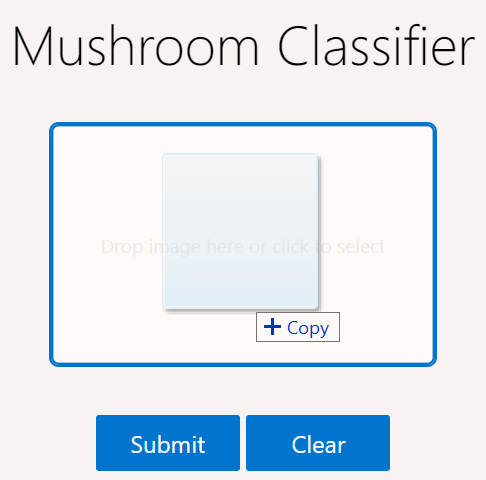 Mushroom Classifier
Drop image here or click to select
+ Copy
Submit
Clear